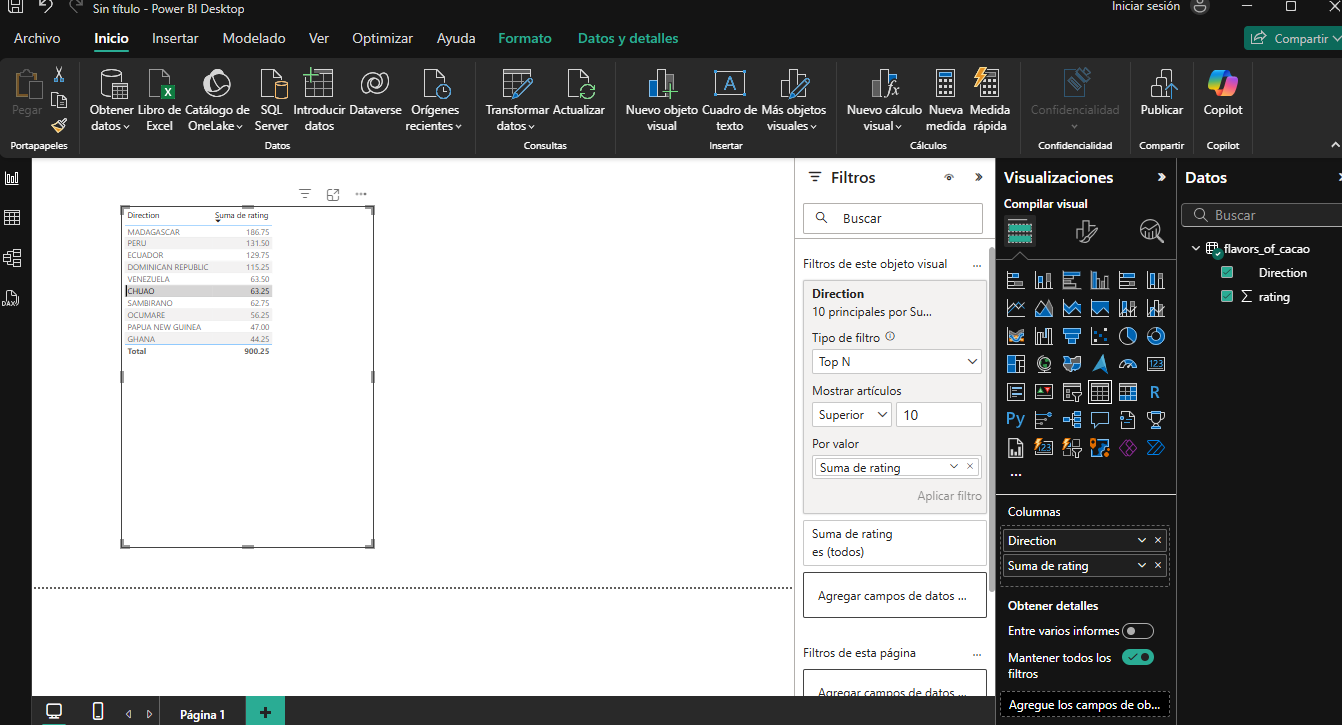 Sin título - Power BI Desktop
Iniciar sesión
Archivo Inicio Insertar Modelado Ver Optimizar Ayuda Formato Datos y detalles
Compartir
Pegar
Portapapeles
Obtener datos
Libro de Excel
Catálogo de OneLake
SQL Server
Introducir datos
Dataverse
Orígenes recientes
Datos
Transformar datos
Actualizar
Consultas
Nuevo objeto visual
Cuadro de texto
Más objetos visuales
Insertar
Nuevo cálculo visual
Nueva medida
Medida rápida
Cálculos
Confidencialidad
Confidencialidad
Publicar
Compartir
Copilot
Copilot
DAX
Direction Suma de rating
MADAGASCAR 186.75
PERU 131.50
ECUADOR 129.75
DOMINICAN REPUBLIC 115.25
VENEZUELA 63.50
CHUAO 63.25
SAMBIRANO 62.75
OCUMARE 56.25
PAPUA NEW GUINEA 47.00
GHANA 44.25
Total 900.25
Filtros
Buscar
Filtros de este objeto visual ...
Direction
10 principales por Su...
Tipo de filtro
Top N
Mostrar artículos
Superior 10
Por valor
Suma de rating
Aplicar filtro
Suma de rating
es (todos)
Agregar campos de datos ...
Filtros de esta página ...
Agregar campos de datos ...
Visualizaciones
Compilar visual
123
R
Py
123
...
Columnas
Direction
Suma de rating
Obtener detalles
Entre varios informes
Mantener todos los
filtros
Agregue los campos de ob...
Datos
Buscar
flavors_of_cacao
Direction
∑ rating
Página 1